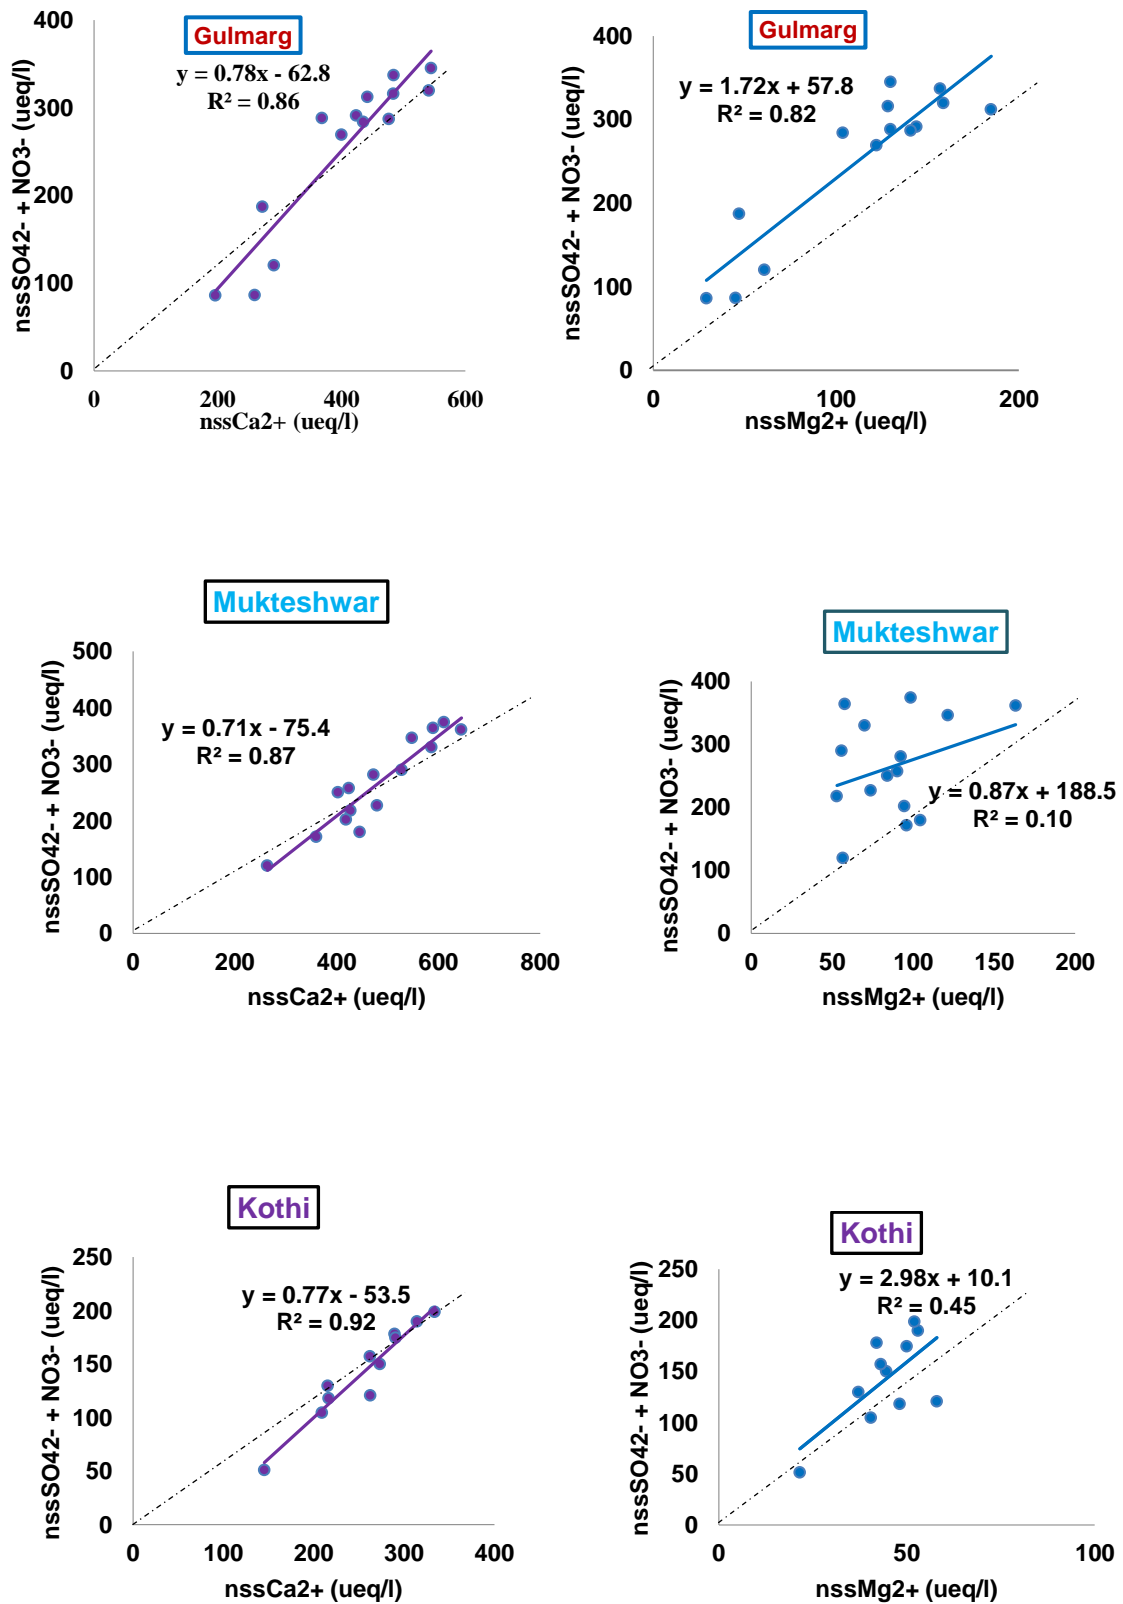 Gulmarg
y = 0.78x - 62.8
R² = 0.86
nssSO42- + NO3- (ueq/l)
400
300
200
100
0
0
200
400
600
nssCa2+ (ueq/l)
Gulmarg
y = 1.72x + 57.8
R² = 0.82
nssSO42- + NO3- (ueq/l)
400
300
200
100
0
0
100
200
nssMg2+ (ueq/l)
Mukteshwar
y = 0.71x - 75.4
R² = 0.87
nssSO42- + NO3- (ueq/l)
500
400
300
200
100
0
0
200
400
600
800
nssCa2+ (ueq/l)
Mukteshwar
y = 0.87x + 188.5
R² = 0.10
nssSO42- + NO3- (ueq/l)
400
300
200
100
0
0
50
100
150
200
nssMg2+ (ueq/l)
Kothi
y = 0.77x - 53.5
R² = 0.92
nssSO42- + NO3- (ueq/l)
250
200
150
100
50
0
0
100
200
300
400
nssCa2+ (ueq/l)
Kothi
y = 2.98x + 10.1
R² = 0.45
nssSO42- + NO3- (ueq/l)
250
200
150
100
50
0
0
50
100
nssMg2+ (ueq/l)